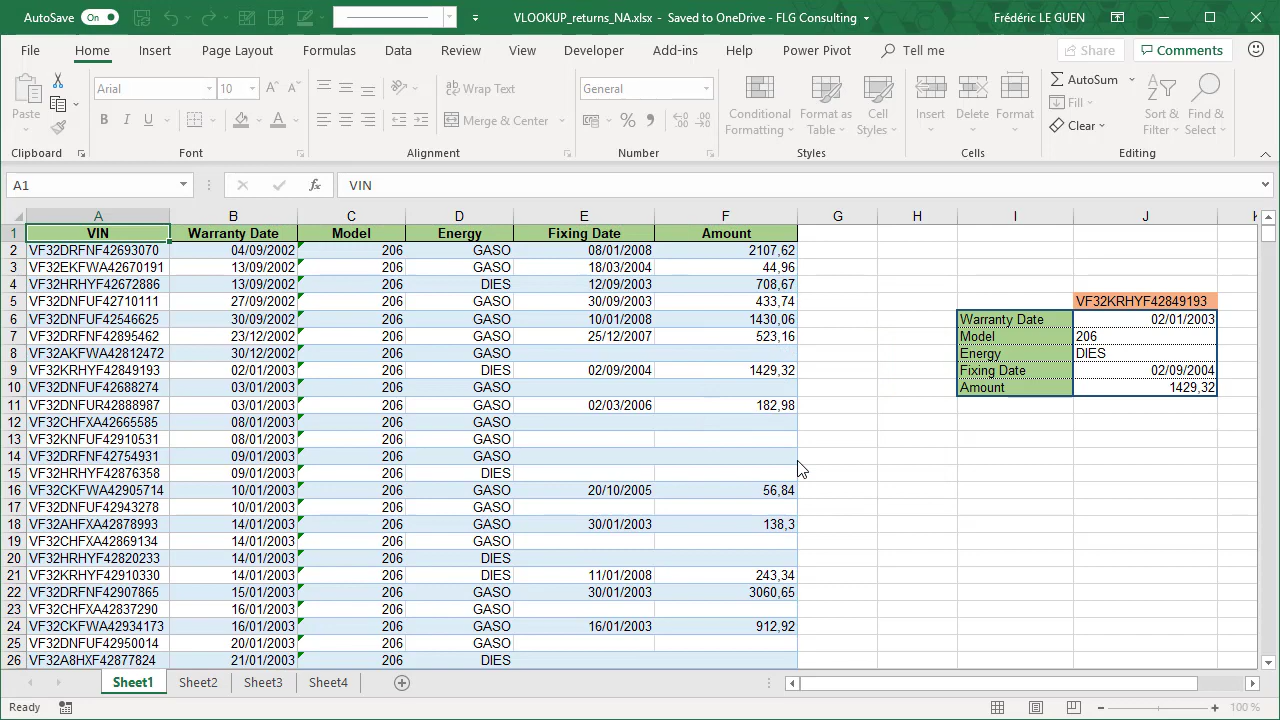 AutoSave On VLOOKUP_returns_NA.xlsx - Saved to OneDrive - FLG Consulting Frédéric LE GUEN
File Home Insert Page Layout Formulas Data Review View Developer Add-ins Help Power Pivot Tell me Share Comments
Paste
Clipboard
Arial 10
B I U
A A
Font
Wrap Text
Merge & Center
Alignment
General
%
Number
Conditional Formatting
Format as Table
Cell Styles
Styles
Insert Delete Format
Cells
AutoSum
Fill
Clear
Sort & Filter
Find & Select
Editing
A1 fx VIN
A B C D E F G H I J K
1 VIN Warranty Date Model Energy Fixing Date Amount
2 VF32DRFNF42693070 04/09/2002 206 GASO 08/01/2008 2107,62
3 VF32EKFWA42670191 13/09/2002 206 GASO 18/03/2004 44,96
4 VF32HRHYF42672886 13/09/2002 206 DIES 12/09/2003 708,67
5 VF32DNFUF42710111 27/09/2002 206 GASO 30/09/2003 433,74 VF32KRHYF42849193
6 VF32DNFUF42546625 30/09/2002 206 GASO 10/01/2008 1430,06 Warranty Date 02/01/2003
7 VF32DRFNF42895462 23/12/2002 206 GASO 25/12/2007 523,16 Model 206
8 VF32AKFWA42812472 30/12/2002 206 GASO Energy DIES
9 VF32KRHYF42849193 02/01/2003 206 DIES 02/09/2004 1429,32 Fixing Date 02/09/2004
10 VF32DNFUF42688274 03/01/2003 206 GASO Amount 1429,32
11 VF32DNFUR42888987 03/01/2003 206 GASO 02/03/2006 182,98
12 VF32CHFXA42665585 08/01/2003 206 GASO
13 VF32KNFUF42910531 08/01/2003 206 GASO
14 VF32DRFNF42754931 09/01/2003 206 GASO
15 VF32HRHYF42876358 09/01/2003 206 DIES
16 VF32CKFWA42905714 10/01/2003 206 GASO 20/10/2005 56,84
17 VF32DNFUF42943278 10/01/2003 206 GASO
18 VF32AHFXA42878993 14/01/2003 206 GASO 30/01/2003 138,3
19 VF32CHFXA42869134 14/01/2003 206 GASO
20 VF32HRHYF42820233 14/01/2003 206 DIES
21 VF32KRHYF42910330 14/01/2003 206 DIES 11/01/2008 243,34
22 VF32DRFNF42907865 15/01/2003 206 GASO 30/01/2003 3060,65
23 VF32CHFXA42837290 16/01/2003 206 GASO
24 VF32CKFWA42934173 16/01/2003 206 GASO 16/01/2003 912,92
25 VF32DNFUF42950014 20/01/2003 206 GASO
26 VF32A8HXF42877824 21/01/2003 206 DIES
Sheet1 Sheet2 Sheet3 Sheet4
Ready 100 %